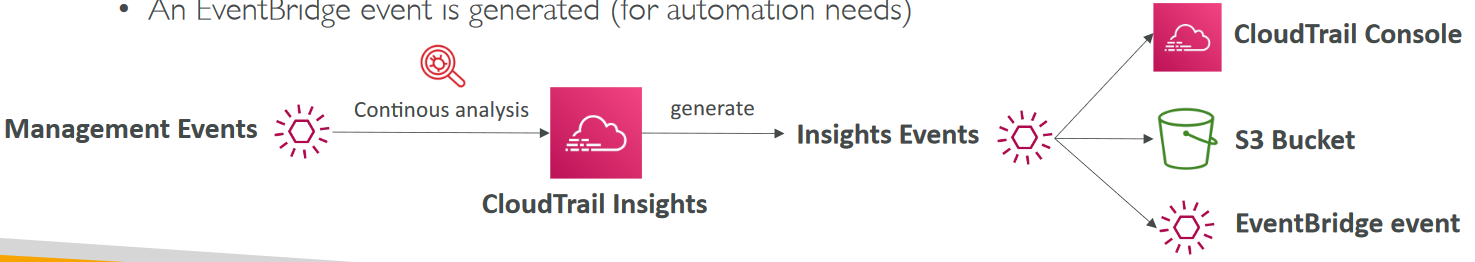 • An EventBridge event is generated (for automation needs)
CloudTrail Console
Continous analysis
generate
Management Events
Insights Events
S3 Bucket
CloudTrail Insights
EventBridge event